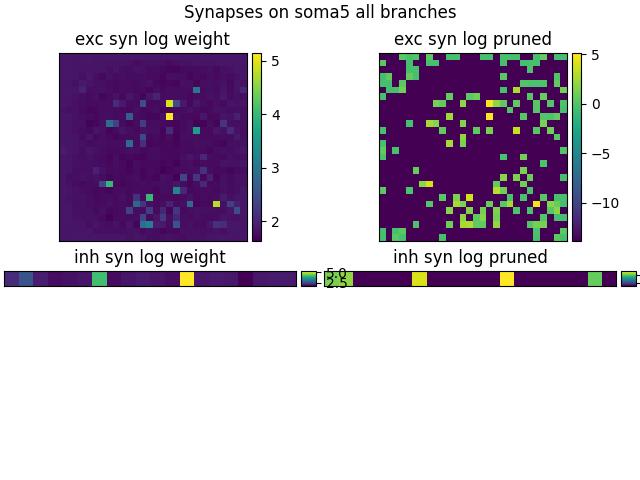 Synapses on soma5 all branches
exc syn log weight
exc syn log pruned
5
4
3
2
5
0
−5
−10
inh syn log weight
inh syn log pruned
5.0
2.5